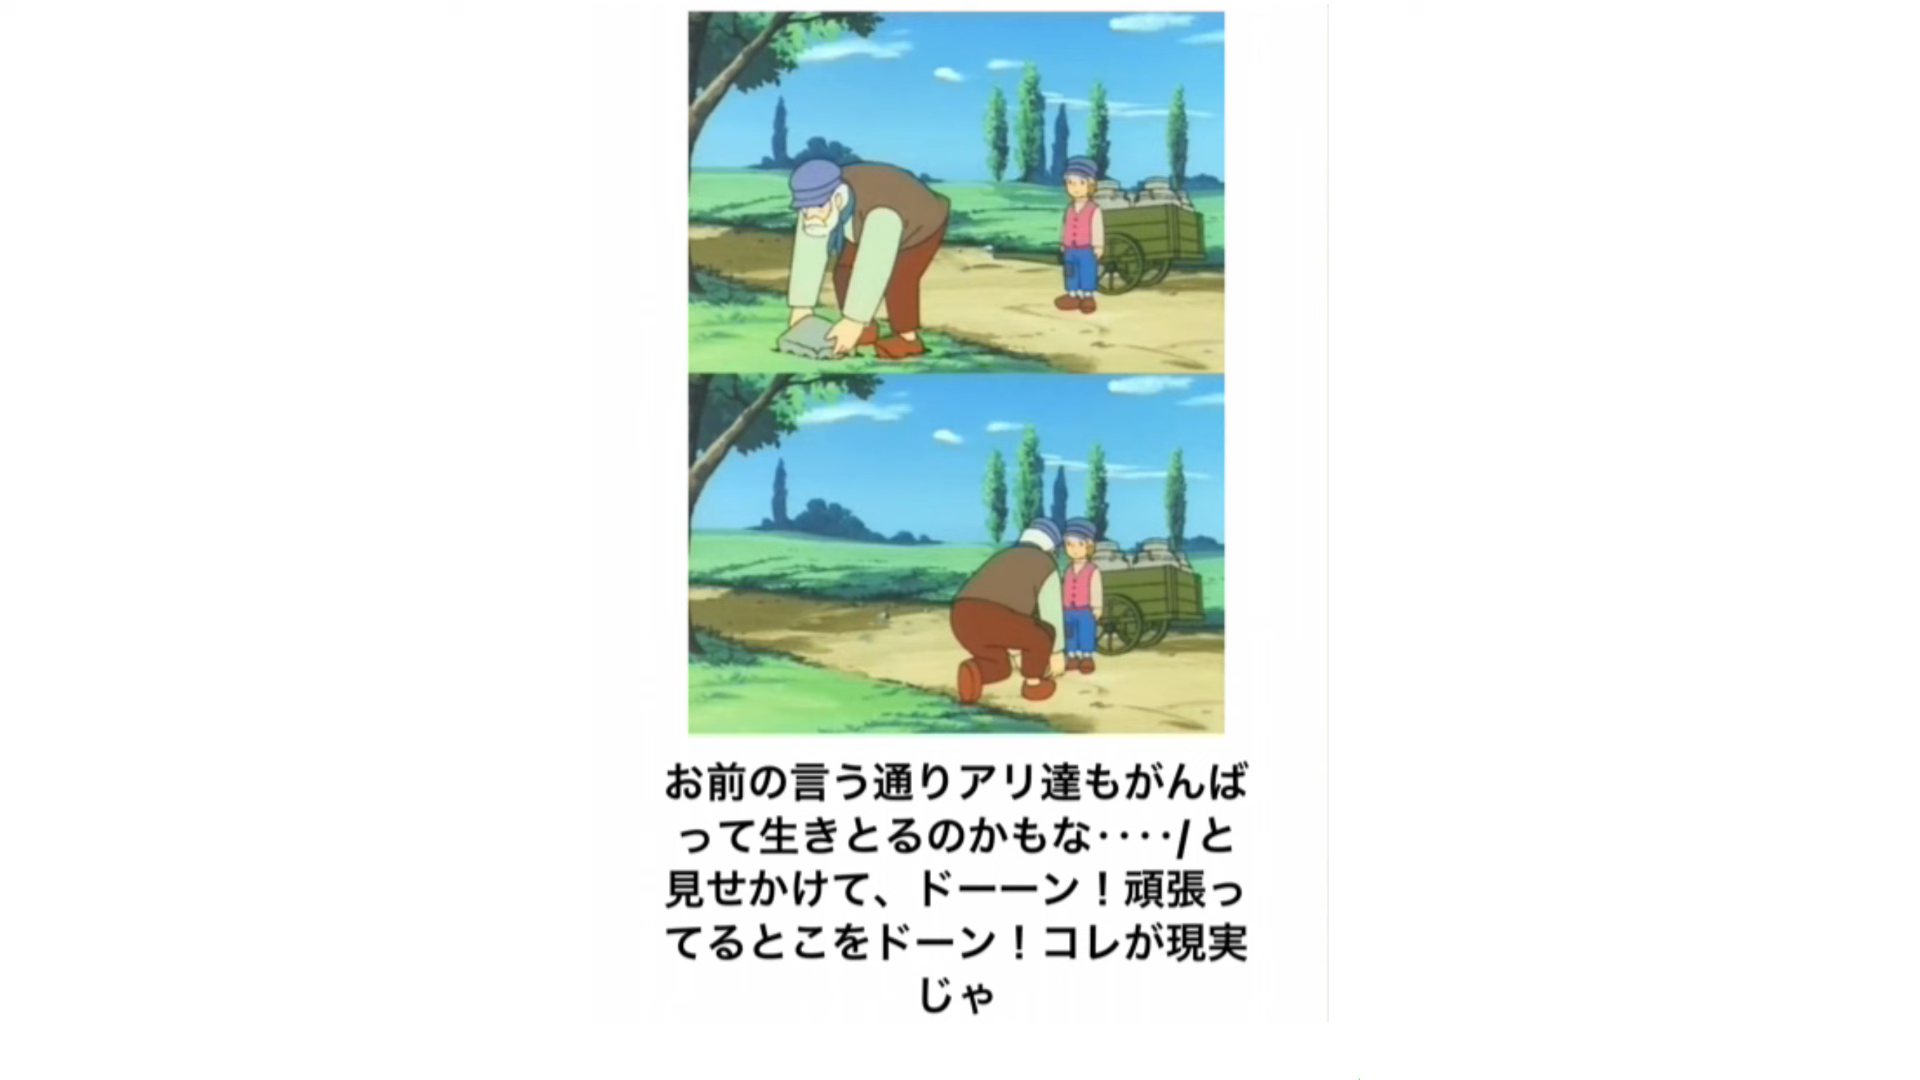 お前の言う通りアリ達もがんば
って生きとるのかもな‥‥/と
見せかけて、ドーーン！頑張っ
てるとこをドーン！コレが現実
じゃ